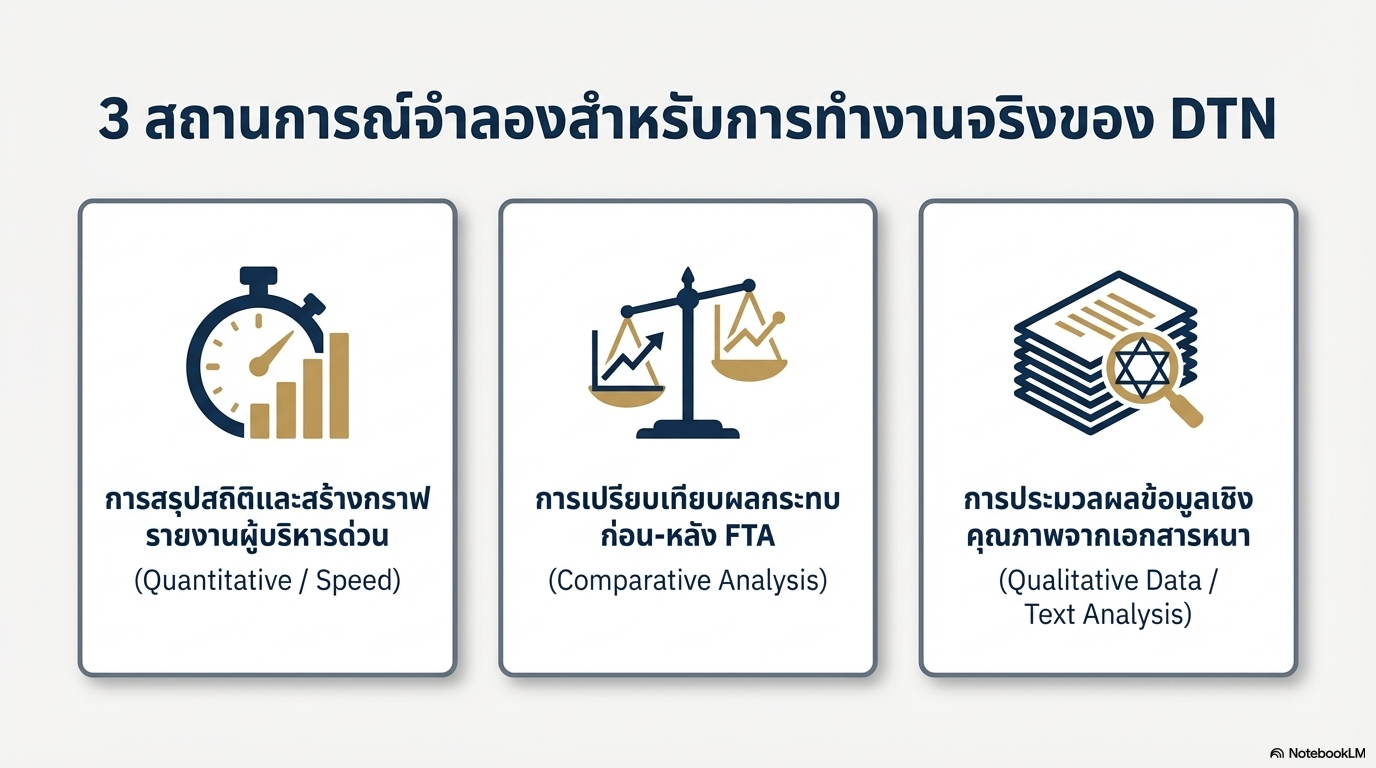 3 สถานการณ์จำลองสำหรับการทำงานจริงของ DTN
การสรุปสถิติและสร้างกราฟ
รายงานผู้บริหารด่วน
(Quantitative / Speed)
การเปรียบเทียบผลกระทบ
ก่อน-หลัง FTA
(Comparative Analysis)
การประมวลผลข้อมูลเชิง
คุณภาพจากเอกสารหนา
(Qualitative Data /
Text Analysis)
NotebookLM